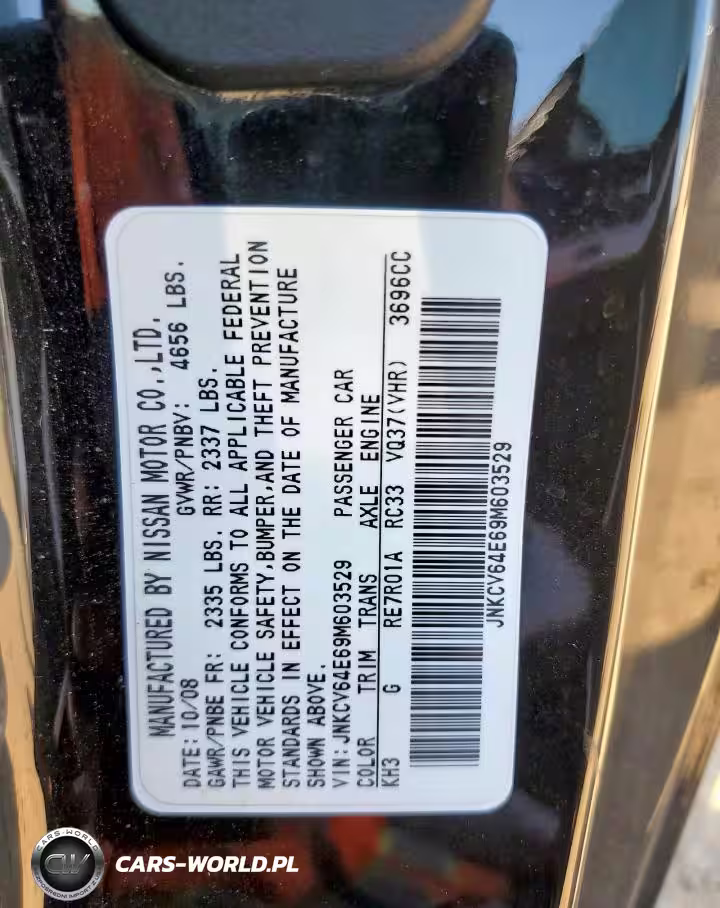 MANUFACTURED BY NISSAN MOTOR CO.,LTD.
DATE: 10/08 GVWR/PNBV: 4656 LBS.
GAWR/PNBE FR: 2335 LBS. RR: 2337 LBS.
THIS VEHICLE CONFORMS TO ALL APPLICABLE FEDERAL
MOTOR VEHICLE SAFETY,BUMPER,AND THEFT PREVENTION
STANDARDS IN EFFECT ON THE DATE OF MANUFACTURE
SHOWN ABOVE.
VIN: JNKCV64E69M603529 PASSENGER CAR
COLOR TRIM TRANS AXLE ENGINE
KH3 G RE7R01A RC33 VQ37(VHR) 3696CC
JNKCV64E69M603529
CARS-WORLD
CW
CARS-WORLD.PL